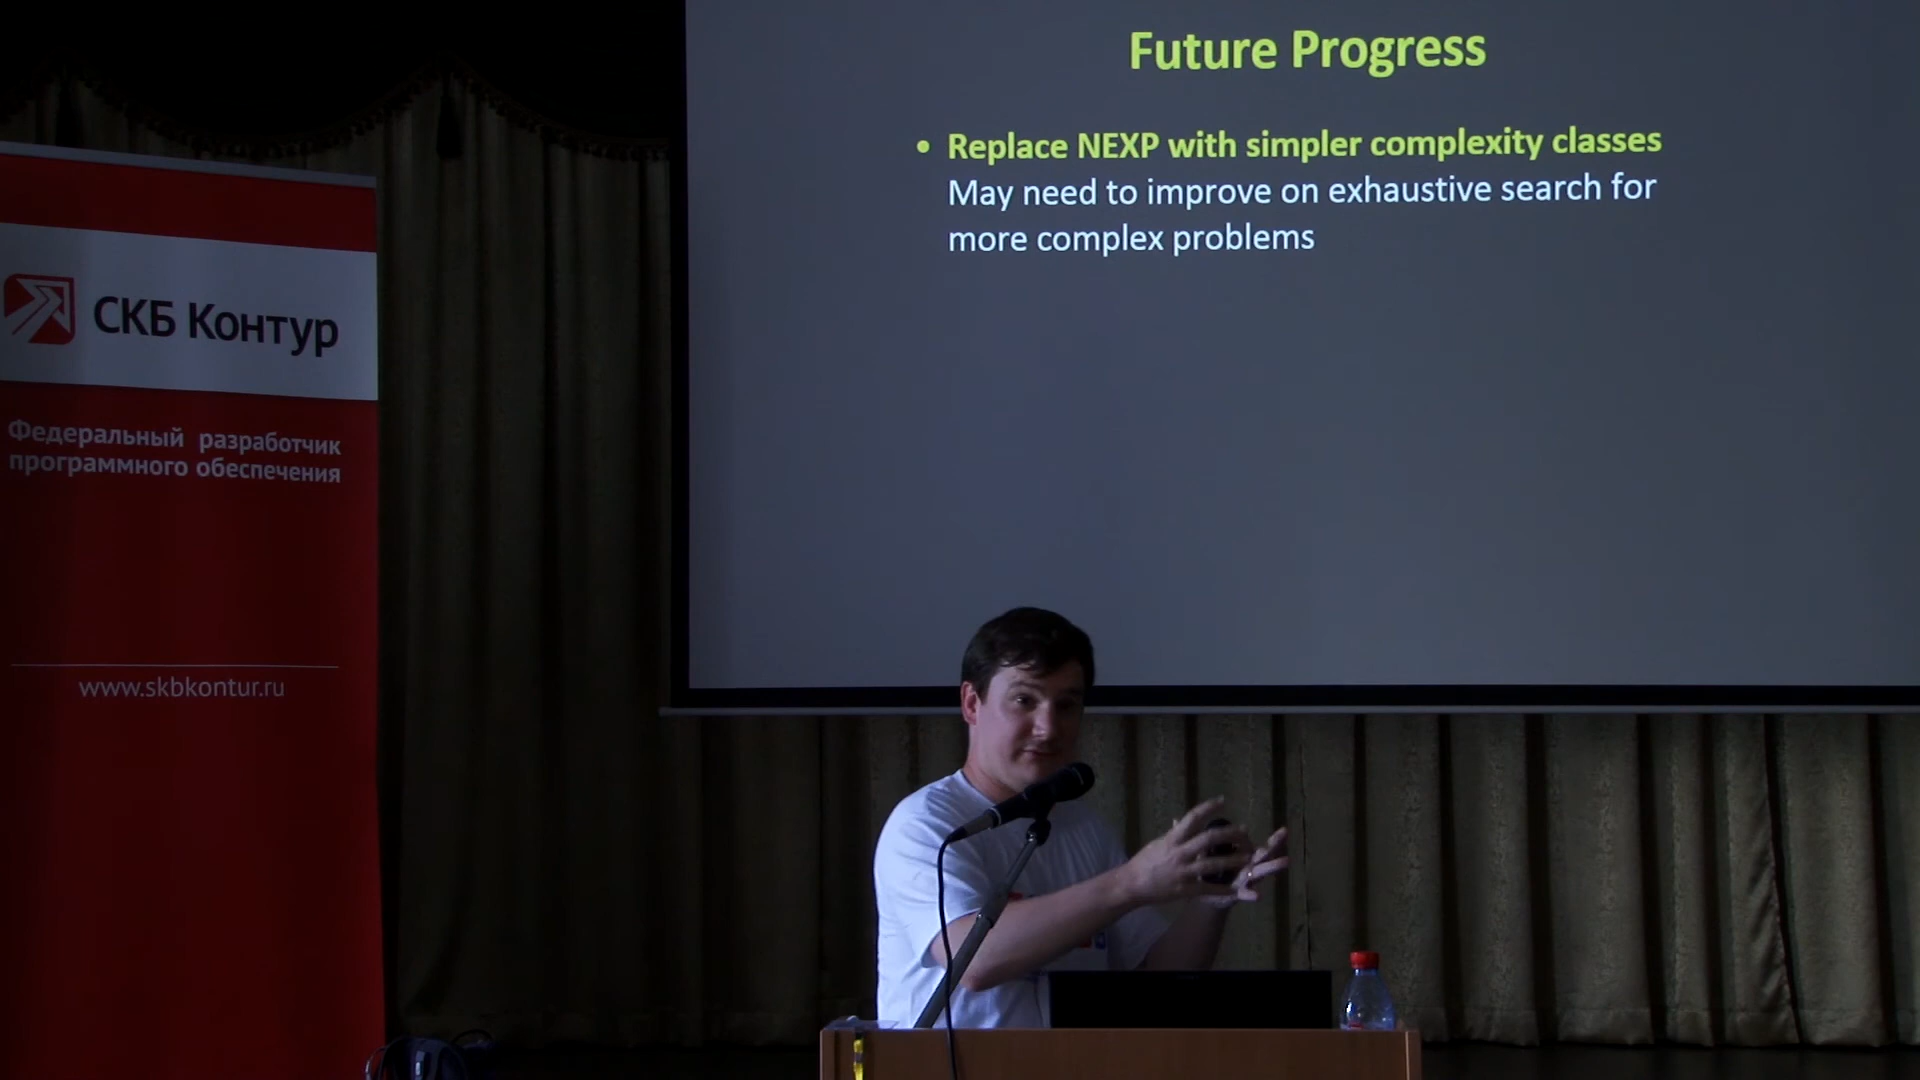 Future Progress
• Replace NEXP with simpler complexity classes
May need to improve on exhaustive search for
more complex problems
СКБ Контур
Федеральный разработчик
программного обеспечения
www.skbkontur.ru